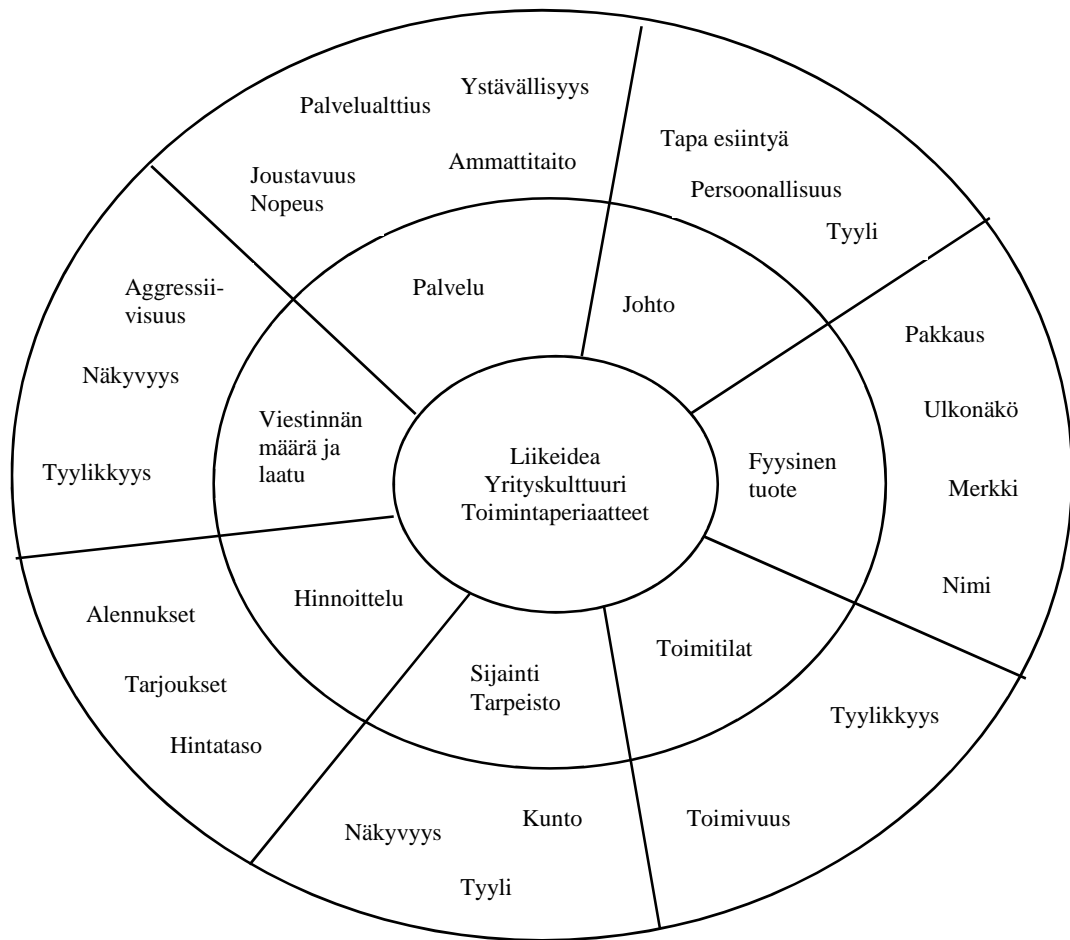 Ystävällisyys
Palvelualttius
Tapa esiintyä
Ammattitaito
Joustavuus
Nopeus
Persoonallisuus
Tyyli
Aggressii-
visuus
Palvelu
Johto
Pakkaus
Näkyvyys
Ulkonäkö
Viestinnän
määrä ja
laatu
Liikeidea
Yrityskulttuuri
Toimintaperiaatteet
Fyysinen
tuote
Tyylikkyys
Merkki
Nimi
Hinnoittelu
Alennukset
Toimitilat
Sijainti
Tarpeisto
Tarjoukset
Tyylikkyys
Hintataso
Näkyvyys
Kunto
Toimivuus
Tyyli